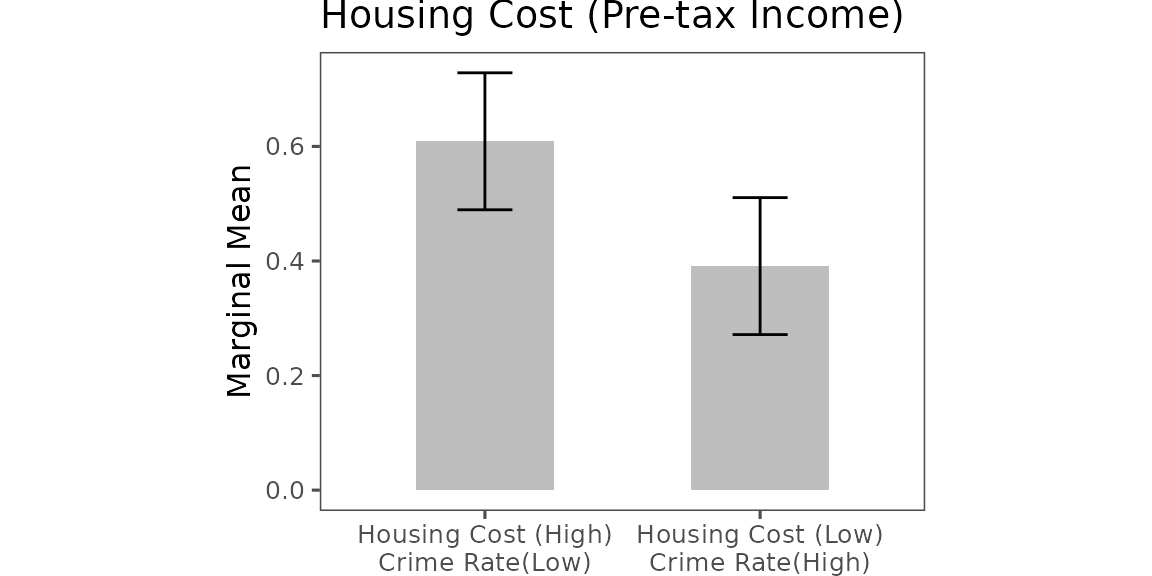 Housing Cost (Pre-tax Income)
Marginal Mean
0.6
0.4
0.2
0.0
Housing Cost (High)
Crime Rate(Low)
Housing Cost (Low)
Crime Rate(High)